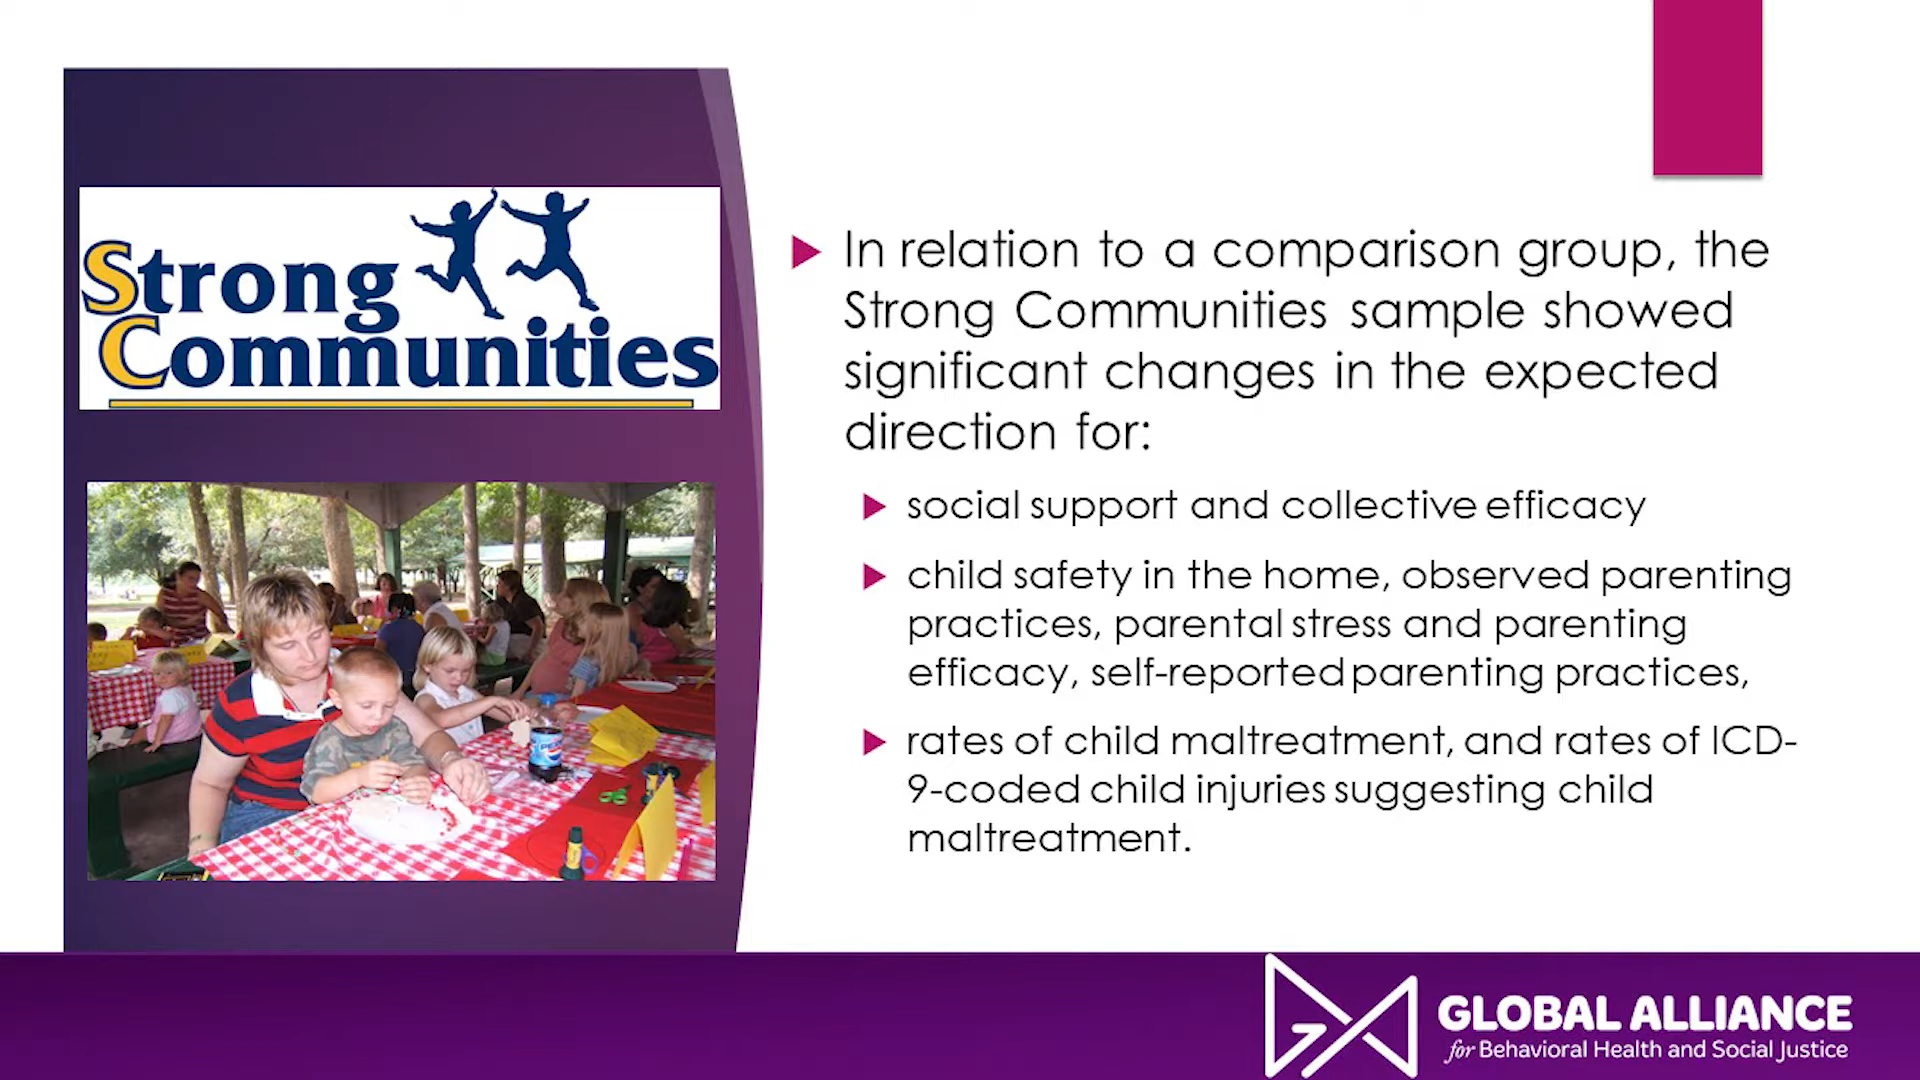 Strong
Communities
In relation to a comparison group, the
Strong Communities sample showed
significant changes in the expected
direction for:
social support and collective efficacy
child safety in the home, observed parenting
practices, parental stress and parenting
efficacy, self-reported parenting practices,
rates of child maltreatment, and rates of ICD-
9-coded child injuries suggesting child
maltreatment.
GLOBAL ALLIANCE
for Behavioral Health and Social Justice